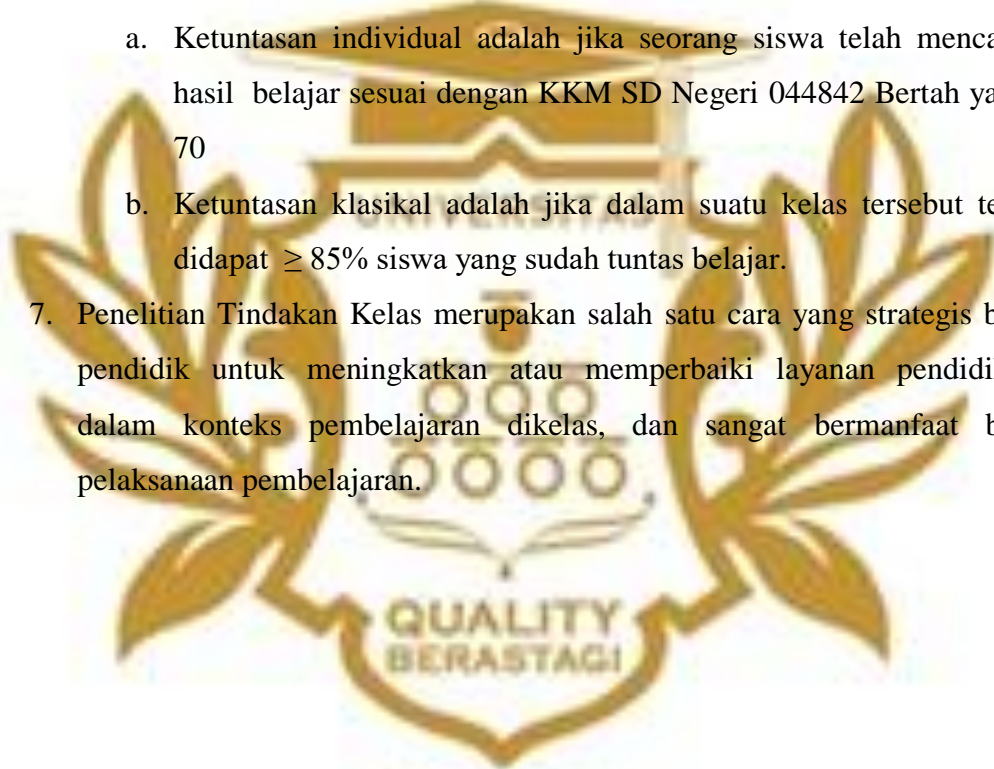 a. Ketuntasan individual adalah jika seorang siswa telah menca
hasil belajar sesuai dengan KKM SD Negeri 044842 Bertah ya
70
UNIVERSITAS
b. Ketuntasan klasikal adalah jika dalam suatu kelas tersebut te
didapat ≥ 85% siswa yang sudah tuntas belajar.
7. Penelitian Tindakan Kelas merupakan salah satu cara yang strategis b
pendidik untuk meningkatkan atau memperbaiki layanan pendidi
dalam konteks pembelajaran dikelas, dan sangat bermanfaat b
pelaksanaan pembelajaran.
QUALITY
BERASTAGI